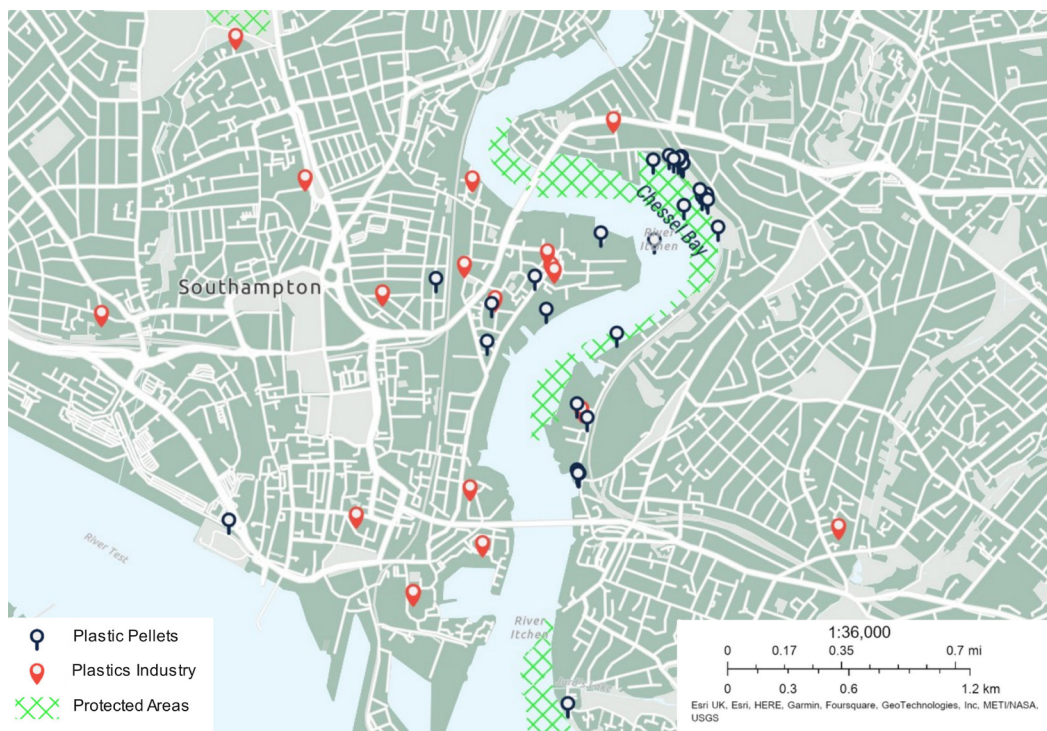 Chessel Bay
River
Itchen
Southampton
River Test
River
Itchen
Plastic Pellets
Plastics Industry
Protected Areas
1:36,000
0 0.17 0.35 0.7 mi
0 0.3 0.6 1.2 km
Esri UK, Esri, HERE, Garmin, Foursquare, GeoTechnologies, Inc, METI/NASA,
USGS